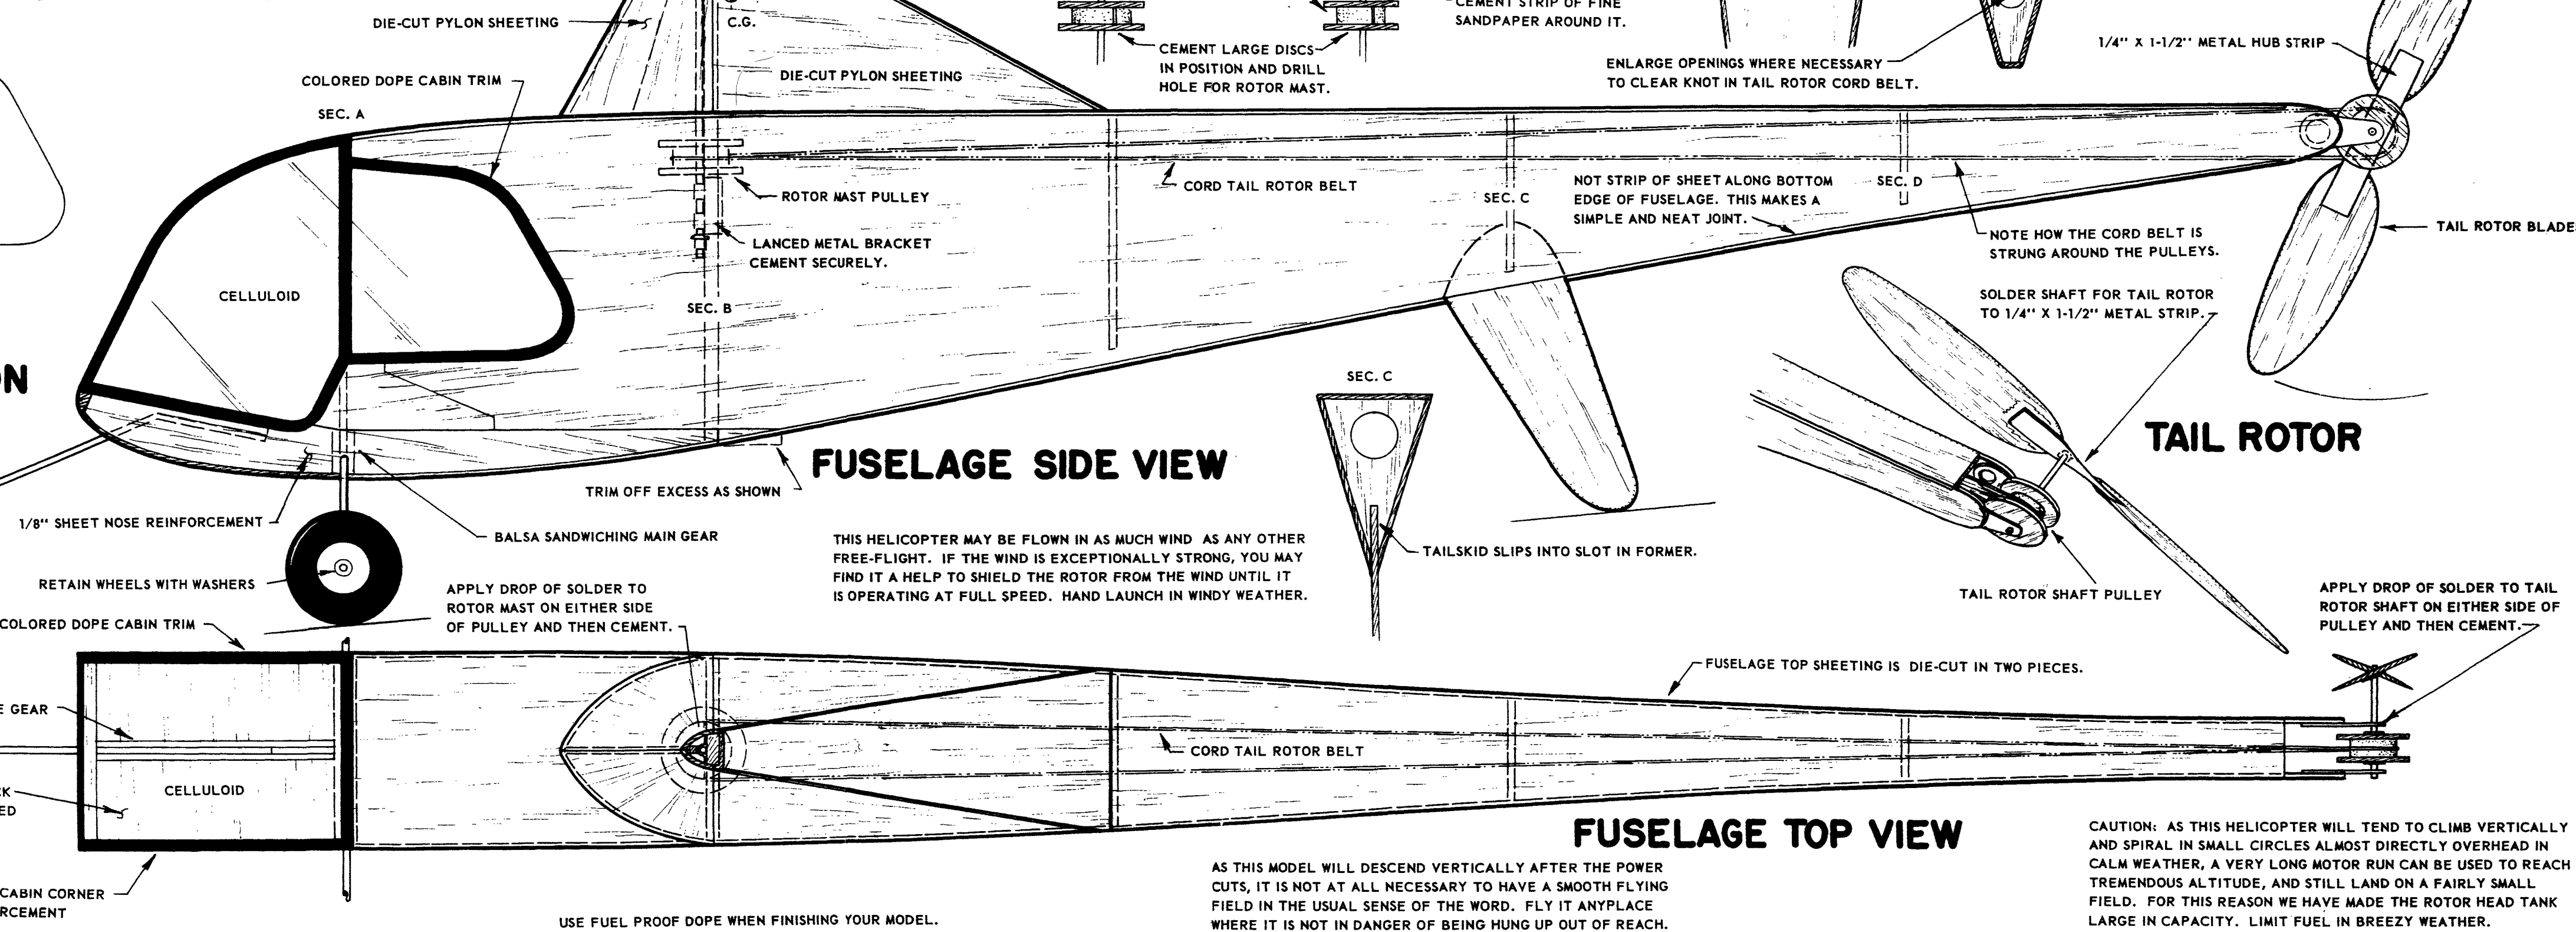 DIE-CUT PYLON SHEETING
C.G.
CEMENT STRIP OF FINE
SANDPAPER AROUND IT.
COLORED DOPE CABIN TRIM
DIE-CUT PYLON SHEETING
CEMENT LARGE DISCS
IN POSITION AND DRILL
HOLE FOR ROTOR MAST.
ENLARGE OPENINGS WHERE NECESSARY
TO CLEAR KNOT IN TAIL ROTOR CORD BELT.
1/4" X 1-1/2" METAL HUB STRIP
SEC. A
ROTOR MAST PULLEY
CORD TAIL ROTOR BELT
NOT STRIP OF SHEET ALONG BOTTOM
EDGE OF FUSELAGE. THIS MAKES A
SIMPLE AND NEAT JOINT.
SEC. D
SEC. C
LANCED METAL BRACKET
CEMENT SECURELY.
NOTE HOW THE CORD BELT IS
STRUNG AROUND THE PULLEYS.
TAIL ROTOR BLADE
CELLULOID
SEC. B
SOLDER SHAFT FOR TAIL ROTOR
TO 1/4" X 1-1/2" METAL STRIP.
ON
SEC. C
TAIL ROTOR
FUSELAGE SIDE VIEW
TRIM OFF EXCESS AS SHOWN
1/8" SHEET NOSE REINFORCEMENT
BALSA SANDWICHING MAIN GEAR
THIS HELICOPTER MAY BE FLOWN IN AS MUCH WIND AS ANY OTHER
FREE-FLIGHT. IF THE WIND IS EXCEPTIONALLY STRONG, YOU MAY
FIND IT A HELP TO SHIELD THE ROTOR FROM THE WIND UNTIL IT
IS OPERATING AT FULL SPEED. HAND LAUNCH IN WINDY WEATHER.
TAILSKID SLIPS INTO SLOT IN FORMER.
RETAIN WHEELS WITH WASHERS
APPLY DROP OF SOLDER TO
ROTOR MAST ON EITHER SIDE
OF PULLEY AND THEN CEMENT.
TAIL ROTOR SHAFT PULLEY
APPLY DROP OF SOLDER TO TAIL
ROTOR SHAFT ON EITHER SIDE OF
PULLEY AND THEN CEMENT.
COLORED DOPE CABIN TRIM
FUSELAGE TOP SHEETING IS DIE-CUT IN TWO PIECES.
E GEAR
CORD TAIL ROTOR BELT
CELLULOID
CK
ED
FUSELAGE TOP VIEW
CABIN CORNER
RCEMENT
USE FUEL PROOF DOPE WHEN FINISHING YOUR MODEL.
AS THIS MODEL WILL DESCEND VERTICALLY AFTER THE POWER
CUTS, IT IS NOT AT ALL NECESSARY TO HAVE A SMOOTH FLYING
FIELD IN THE USUAL SENSE OF THE WORD. FLY IT ANYPLACE
WHERE IT IS NOT IN DANGER OF BEING HUNG UP OUT OF REACH.
CAUTION: AS THIS HELICOPTER WILL TEND TO CLIMB VERTICALLY
AND SPIRAL IN SMALL CIRCLES ALMOST DIRECTLY OVERHEAD IN
CALM WEATHER, A VERY LONG MOTOR RUN CAN BE USED TO REACH
TREMENDOUS ALTITUDE, AND STILL LAND ON A FAIRLY SMALL
FIELD. FOR THIS REASON WE HAVE MADE THE ROTOR HEAD TANK
LARGE IN CAPACITY. LIMIT FUEL IN BREEZY WEATHER.